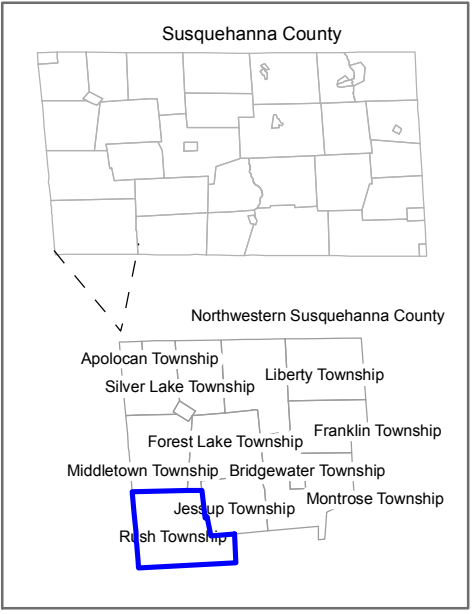 Susquehanna County
Northwestern Susquehanna County
Apolocan Township
Silver Lake Township
Liberty Township
Forest Lake Township
Franklin Township
Middletown Township
Bridgewater Township
Jessup Township
Montrose Township
Rush Township